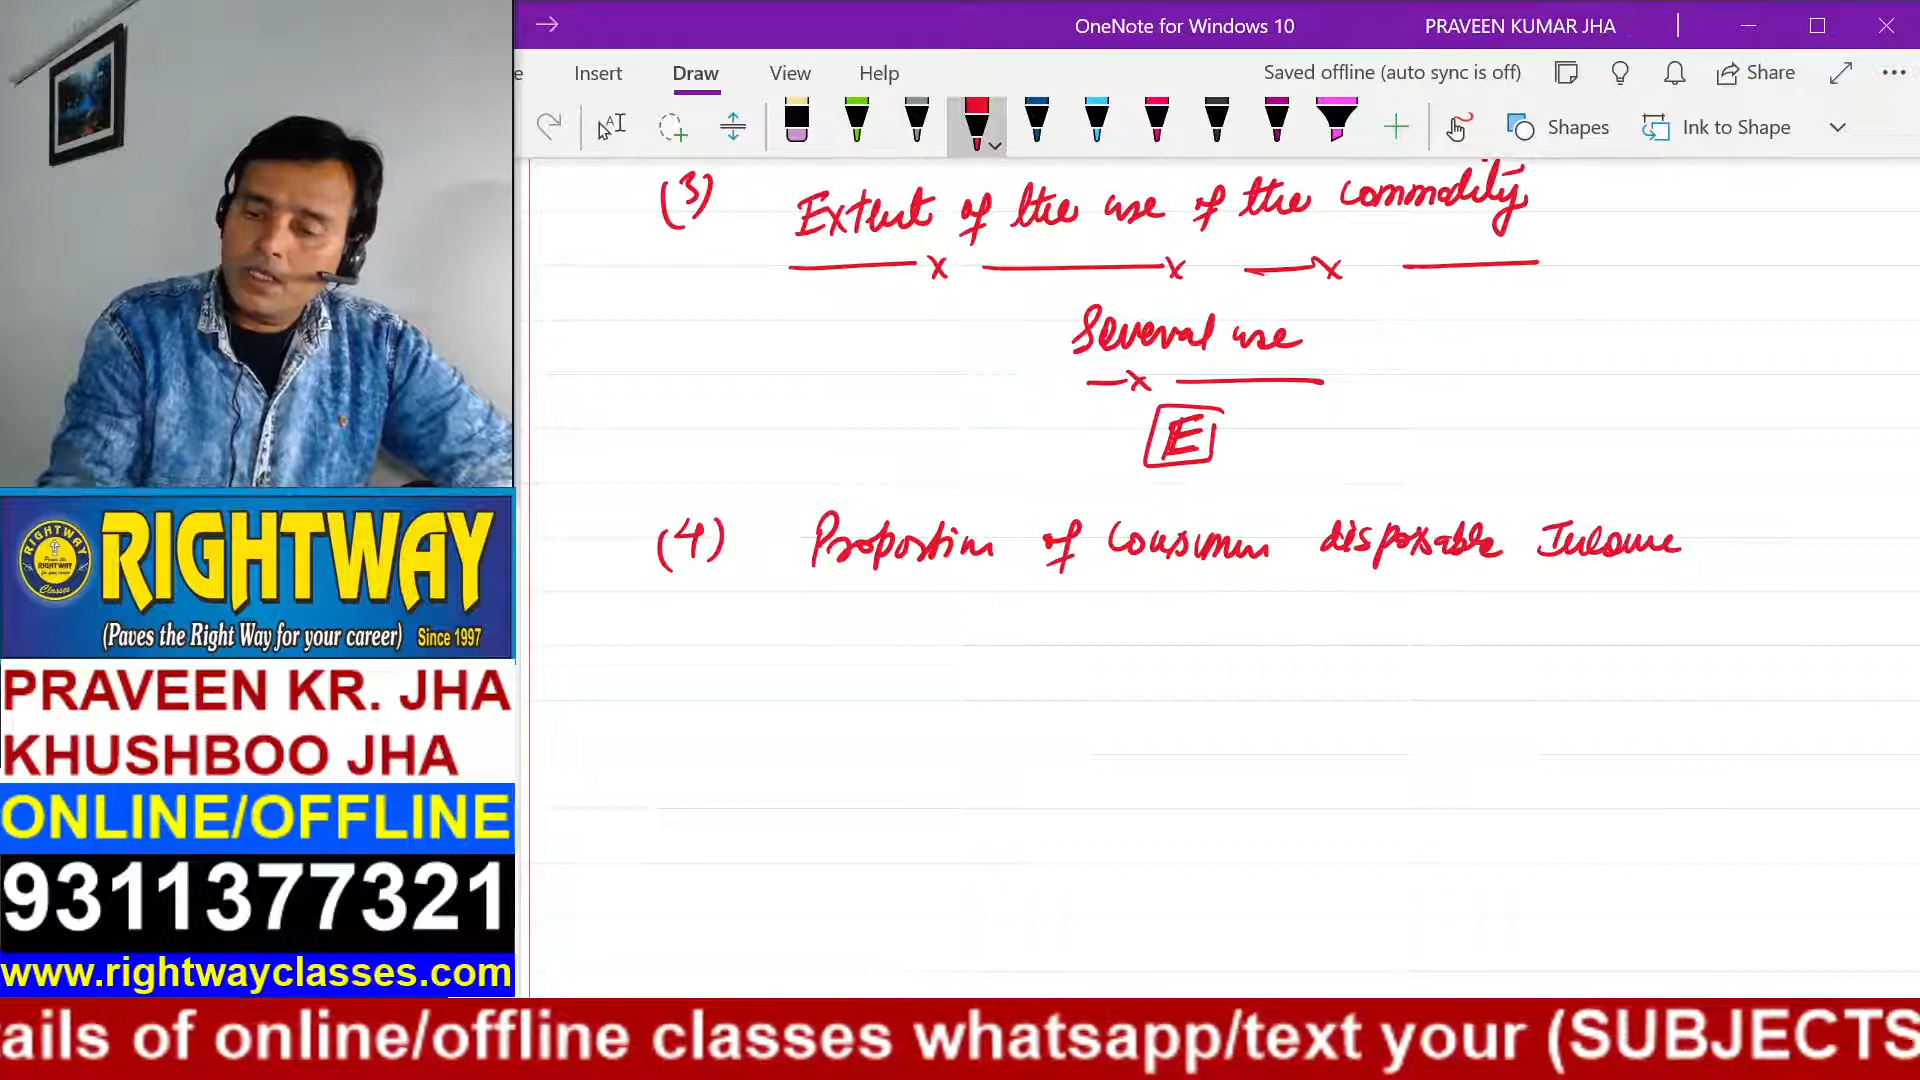 OneNote for Windows 10 PRAVEEN KUMAR JHA
e Insert Draw View Help Saved offline (auto sync is off) Share
Shapes Ink to Shape
(3) Extent of the use of the commodity
Several use
E
(4) Proportion of Consumer disposable Income
RIGHTWAY
RIGHTWAY
Classes
(Paves the Right Way for your career) Since 1997
PRAVEEN KR. JHA
KHUSHBOO JHA
ONLINE/OFFLINE
9311377321
www.rightwayclasses.com
tails of online/offline classes whatsapp/text your (SUBJECTS